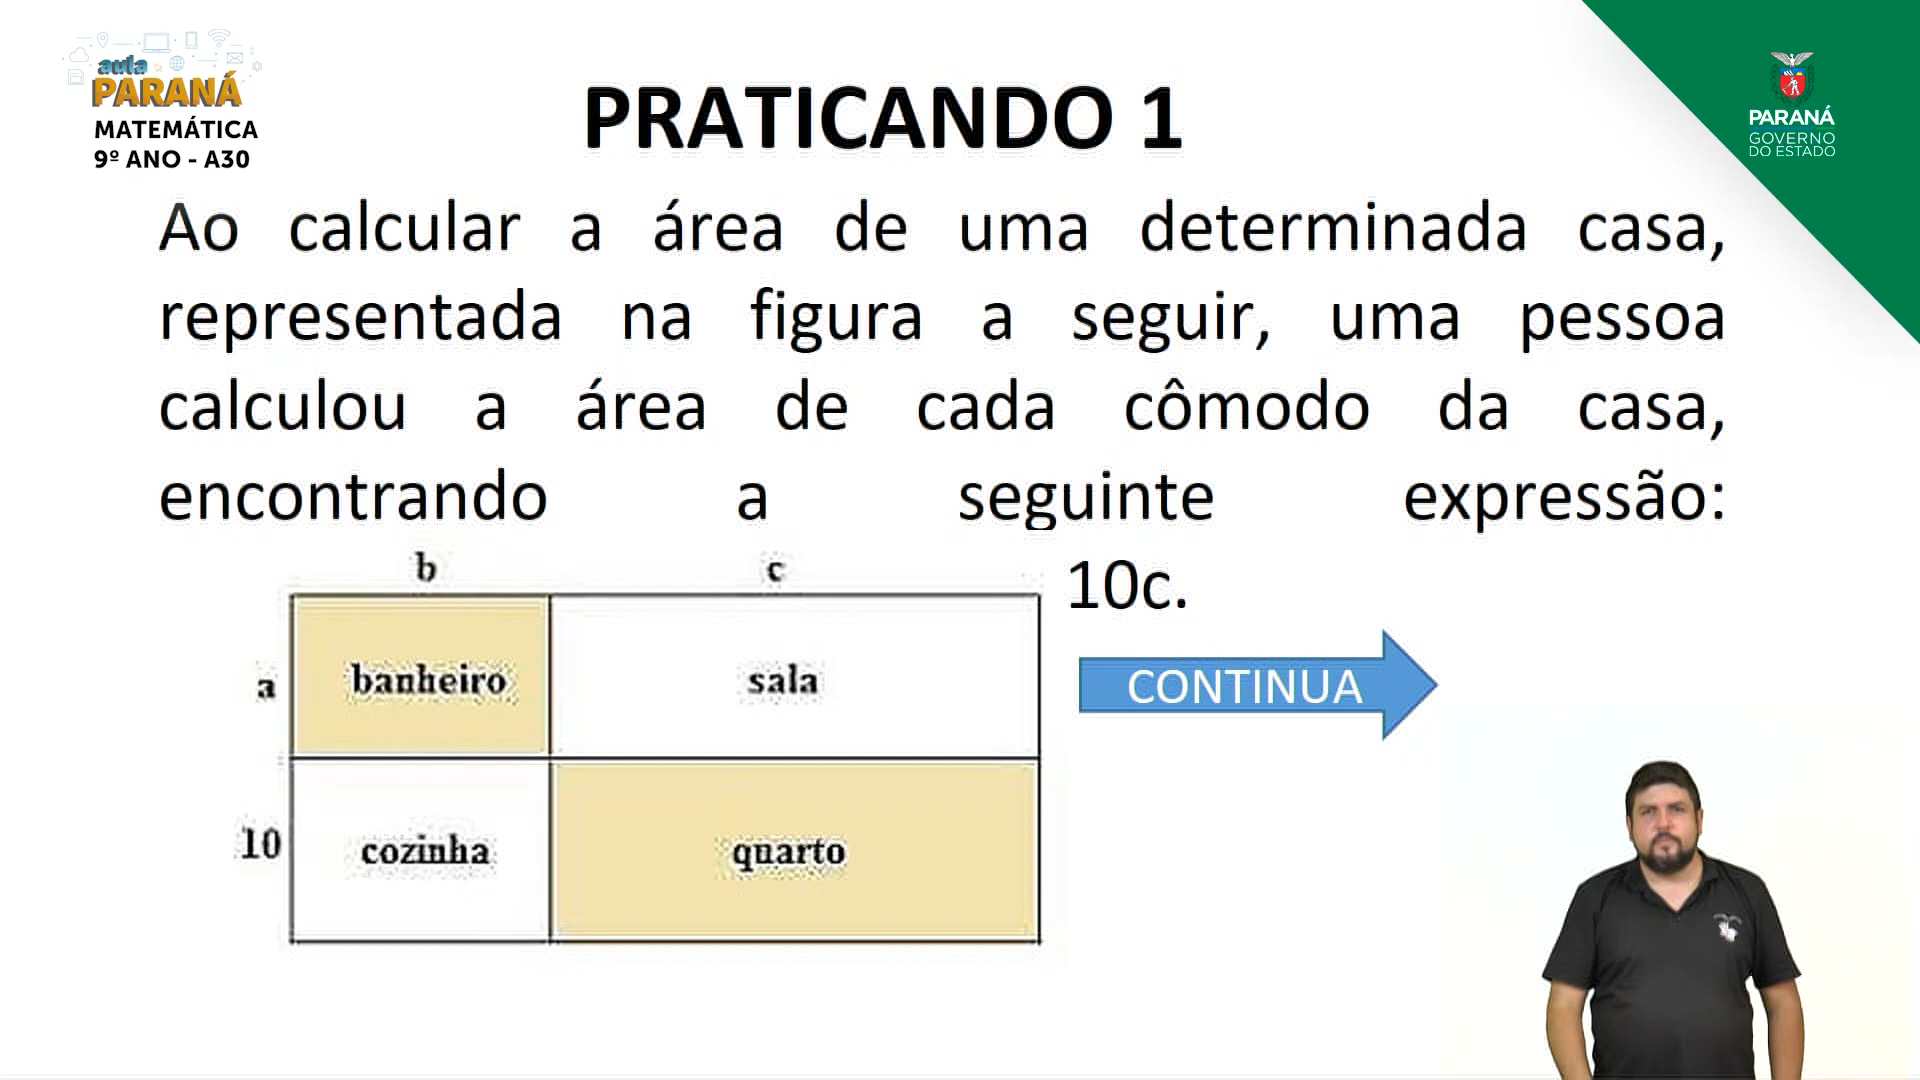 aula
PARANÁ
MATEMÁTICA
9º ANO - A30
PRATICANDO 1
PARANÁ
GOVERNO
DO ESTADO
Ao calcular a área de uma determinada casa,
representada na figura a seguir, uma pessoa
calculou a área de cada cômodo da casa,
encontrando a seguinte expressão:
10c.
b c
a banheiro sala
10 cozinha quarto
CONTINUA